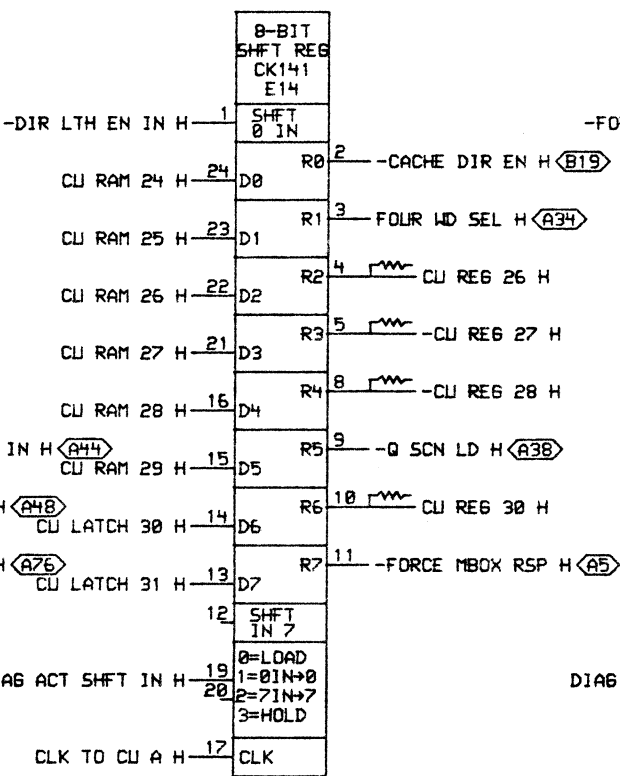 8-BIT
SHFT REG
CK141
E14
-DIR LTH EN IN H 1 SHFT
0 IN
-FO
CU RAM 24 H 24 D0 R0 2 -CACHE DIR EN H B19
CU RAM 25 H 23 D1 R1 3 FOUR WD SEL H A34
CU RAM 26 H 22 D2 R2 4 CU REG 26 H
CU RAM 27 H 21 D3 R3 5 -CU REG 27 H
CU RAM 28 H 16 D4 R4 8 -CU REG 28 H
IN H A44
CU RAM 29 H 15 D5 R5 9 -Q SCN LD H A38
H A48
CU LATCH 30 H 14 D6 R6 10 CU REG 30 H
H A76
CU LATCH 31 H 13 D7 R7 11 -FORCE MBOX RSP H A5
12 SHFT
IN 7
0=LOAD
AG ACT SHFT IN H 19 1=0IN→0
20 2=7IN→7
3=HOLD
DIAG
CLK TO CU A H 17 CLK